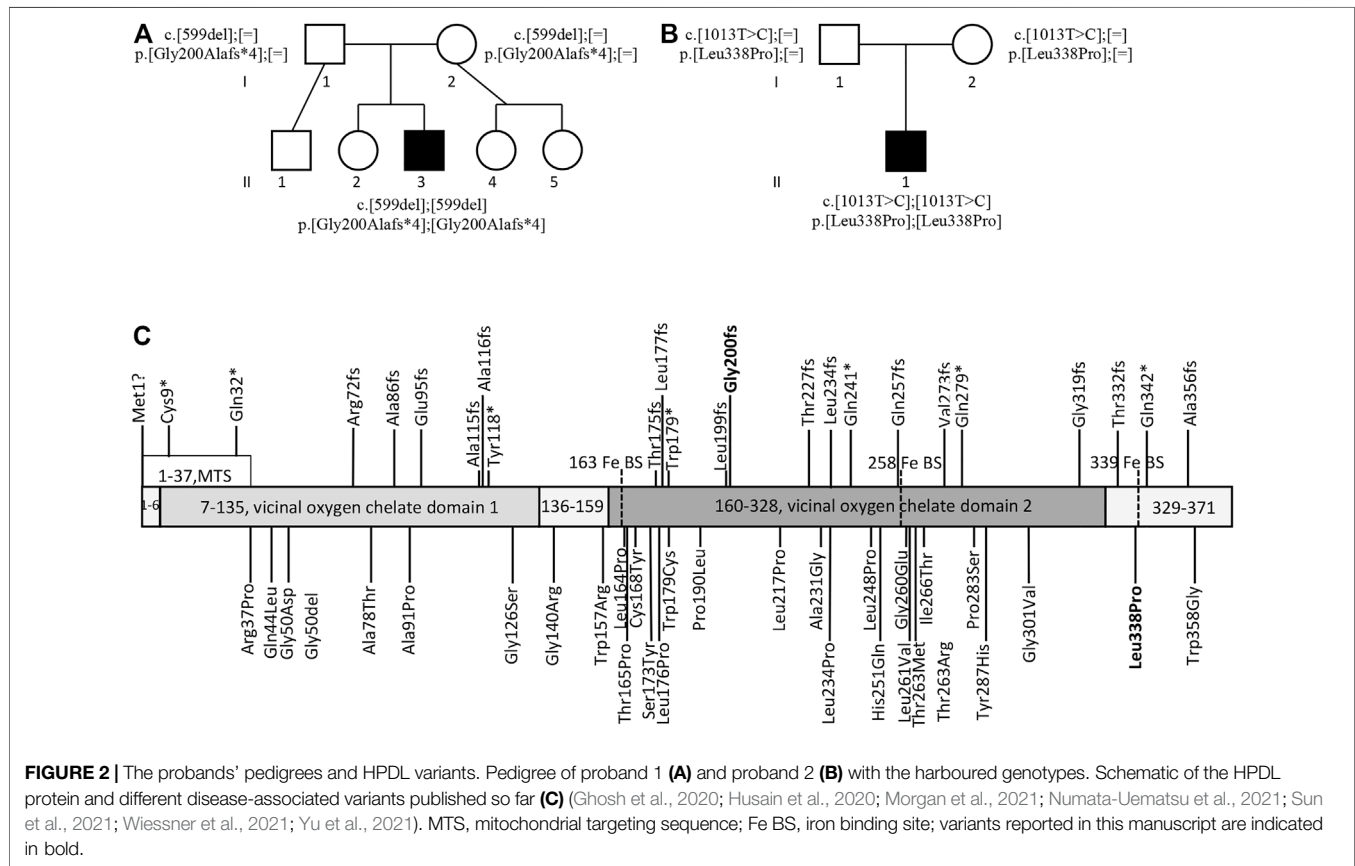 A
c.[599del];[=]
p.[Gly200Alafs*4];[=]
c.[599del];[=]
p.[Gly200Alafs*4];[=]
I
1
2
II
1
2
3
4
5
c.[599del];[599del]
p.[Gly200Alafs*4];[Gly200Alafs*4]
B
c.[1013T>C];[=]
p.[Leu338Pro];[=]
c.[1013T>C];[=]
p.[Leu338Pro];[=]
I
1
2
II
1
c.[1013T>C];[1013T>C]
p.[Leu338Pro];[Leu338Pro]
C
Met1?
Cys9*
Gln32*
Arg72fs
Ala86fs
Glu95fs
Ala115fs
Ala116fs
Tyr118*
Thr175fs
Leu177fs
Trp179*
Leu199fs
Gly200fs
Thr227fs
Leu234fs
Gln241*
Gln257fs
Val273fs
Gln279*
Gly319fs
Thr332fs
Gln342*
Ala356fs
1-37,MTS
163 Fe BS
258 Fe BS
339 Fe BS
1-6
7-135, vicinal oxygen chelate domain 1
136-159
160-328, vicinal oxygen chelate domain 2
329-371
Arg37Pro
Gln44Leu
Gly50Asp
Gly50del
Ala78Thr
Ala91Pro
Gly126Ser
Gly140Arg
Trp157Arg
Leu164Pro
Thr165Pro
Cys168Tyr
Ser173Tyr
Leu176Pro
Trp179Cys
Pro190Leu
Leu217Pro
Ala231Gly
Leu234Pro
Leu248Pro
His251Gln
Gly260Glu
Leu261Val
Thr263Met
Ile266Thr
Thr263Arg
Pro283Ser
Tyr287His
Gly301Val
Leu338Pro
Trp358Gly
FIGURE 2 | The probands' pedigrees and HPDL variants. Pedigree of proband 1 (A) and proband 2 (B) with the harboured genotypes. Schematic of the HPDL
protein and different disease-associated variants published so far (C) (Ghosh et al., 2020; Husain et al., 2020; Morgan et al., 2021; Numata-Uematsu et al., 2021; Sun
et al., 2021; Wiessner et al., 2021; Yu et al., 2021). MTS, mitochondrial targeting sequence; Fe BS, iron binding site; variants reported in this manuscript are indicated
in bold.